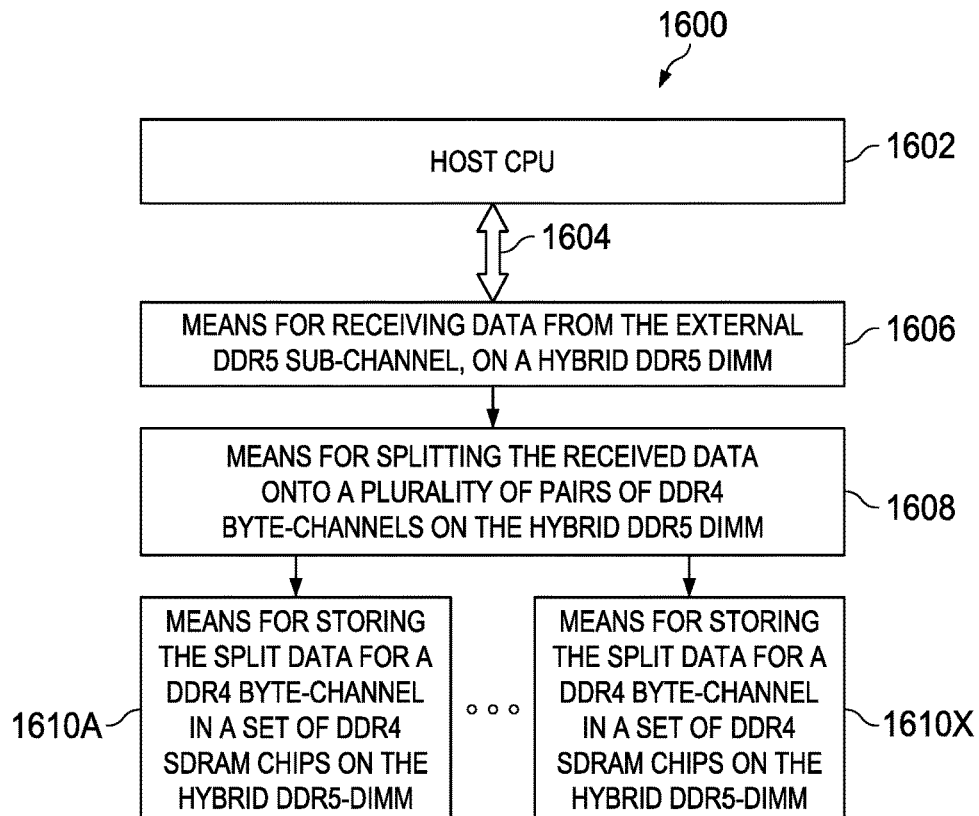 1600
HOST CPU
1602
1604
MEANS FOR RECEIVING DATA FROM THE EXTERNAL
DDR5 SUB-CHANNEL, ON A HYBRID DDR5 DIMM
1606
MEANS FOR SPLITTING THE RECEIVED DATA
ONTO A PLURALITY OF PAIRS OF DDR4
BYTE-CHANNELS ON THE HYBRID DDR5 DIMM
1608
1610A
MEANS FOR STORING
THE SPLIT DATA FOR A
DDR4 BYTE-CHANNEL
IN A SET OF DDR4
SDRAM CHIPS ON THE
HYBRID DDR5-DIMM
MEANS FOR STORING
THE SPLIT DATA FOR A
DDR4 BYTE-CHANNEL
IN A SET OF DDR4
SDRAM CHIPS ON THE
HYBRID DDR5-DIMM
1610X